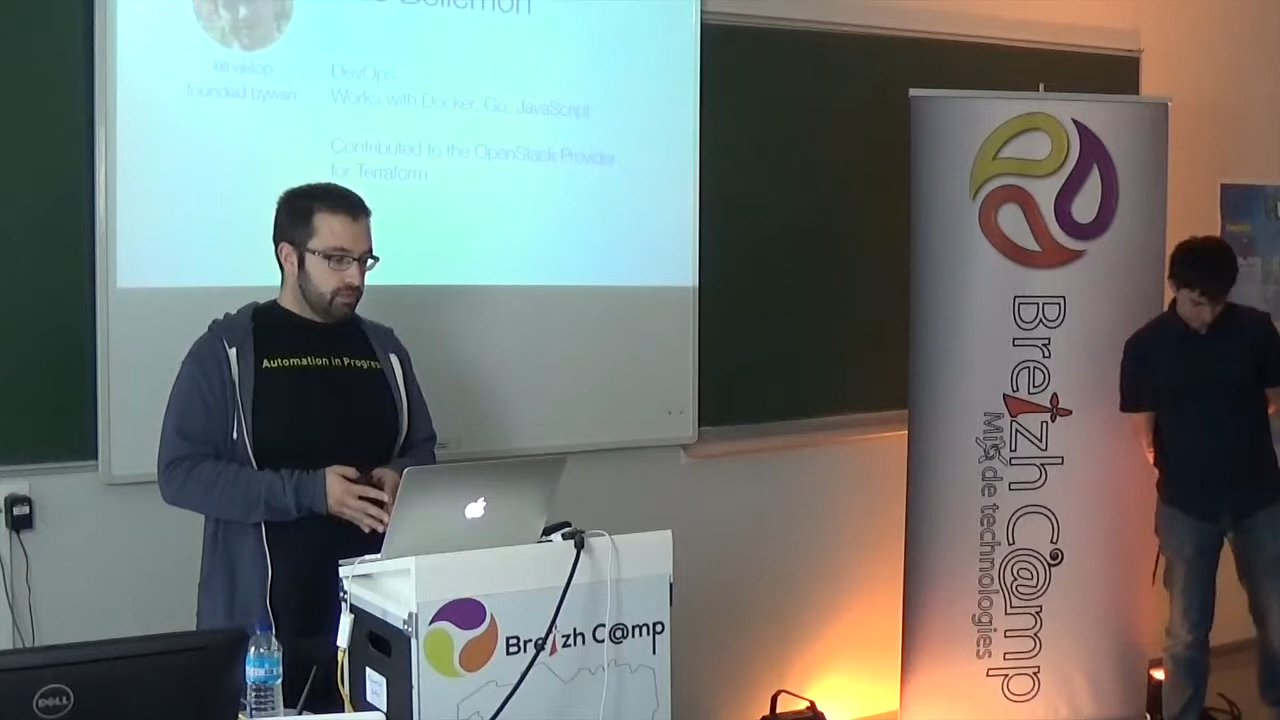 DevOps
Works with Docker, Go, JavaScript
founded bywan
Contributed to the OpenStack Provider
for Terraform
Automation in Progress
Breizh C@mp
Mix de technologies
Breizh C@mp
DELL